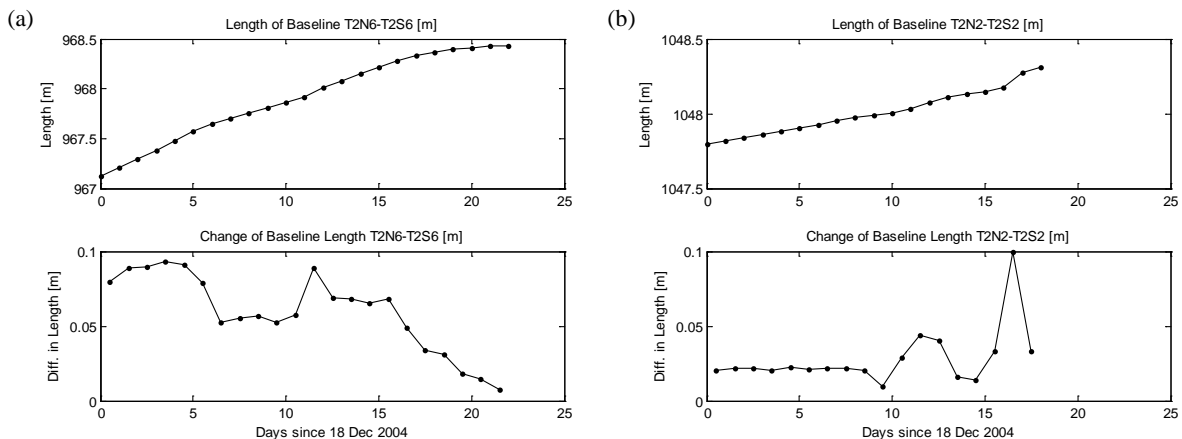 (a)
Length of Baseline T2N6-T2S6 [m]
968.5
968
967.5
967
Length [m]
0 5 10 15 20 25
Change of Baseline Length T2N6-T2S6 [m]
0.1
0.05
0
Diff. in Length [m]
0 5 10 15 20 25
Days since 18 Dec 2004
(b)
Length of Baseline T2N2-T2S2 [m]
1048.5
1048
1047.5
Length [m]
0 5 10 15 20 25
Change of Baseline Length T2N2-T2S2 [m]
0.1
0.05
0
Diff. in Length [m]
0 5 10 15 20 25
Days since 18 Dec 2004